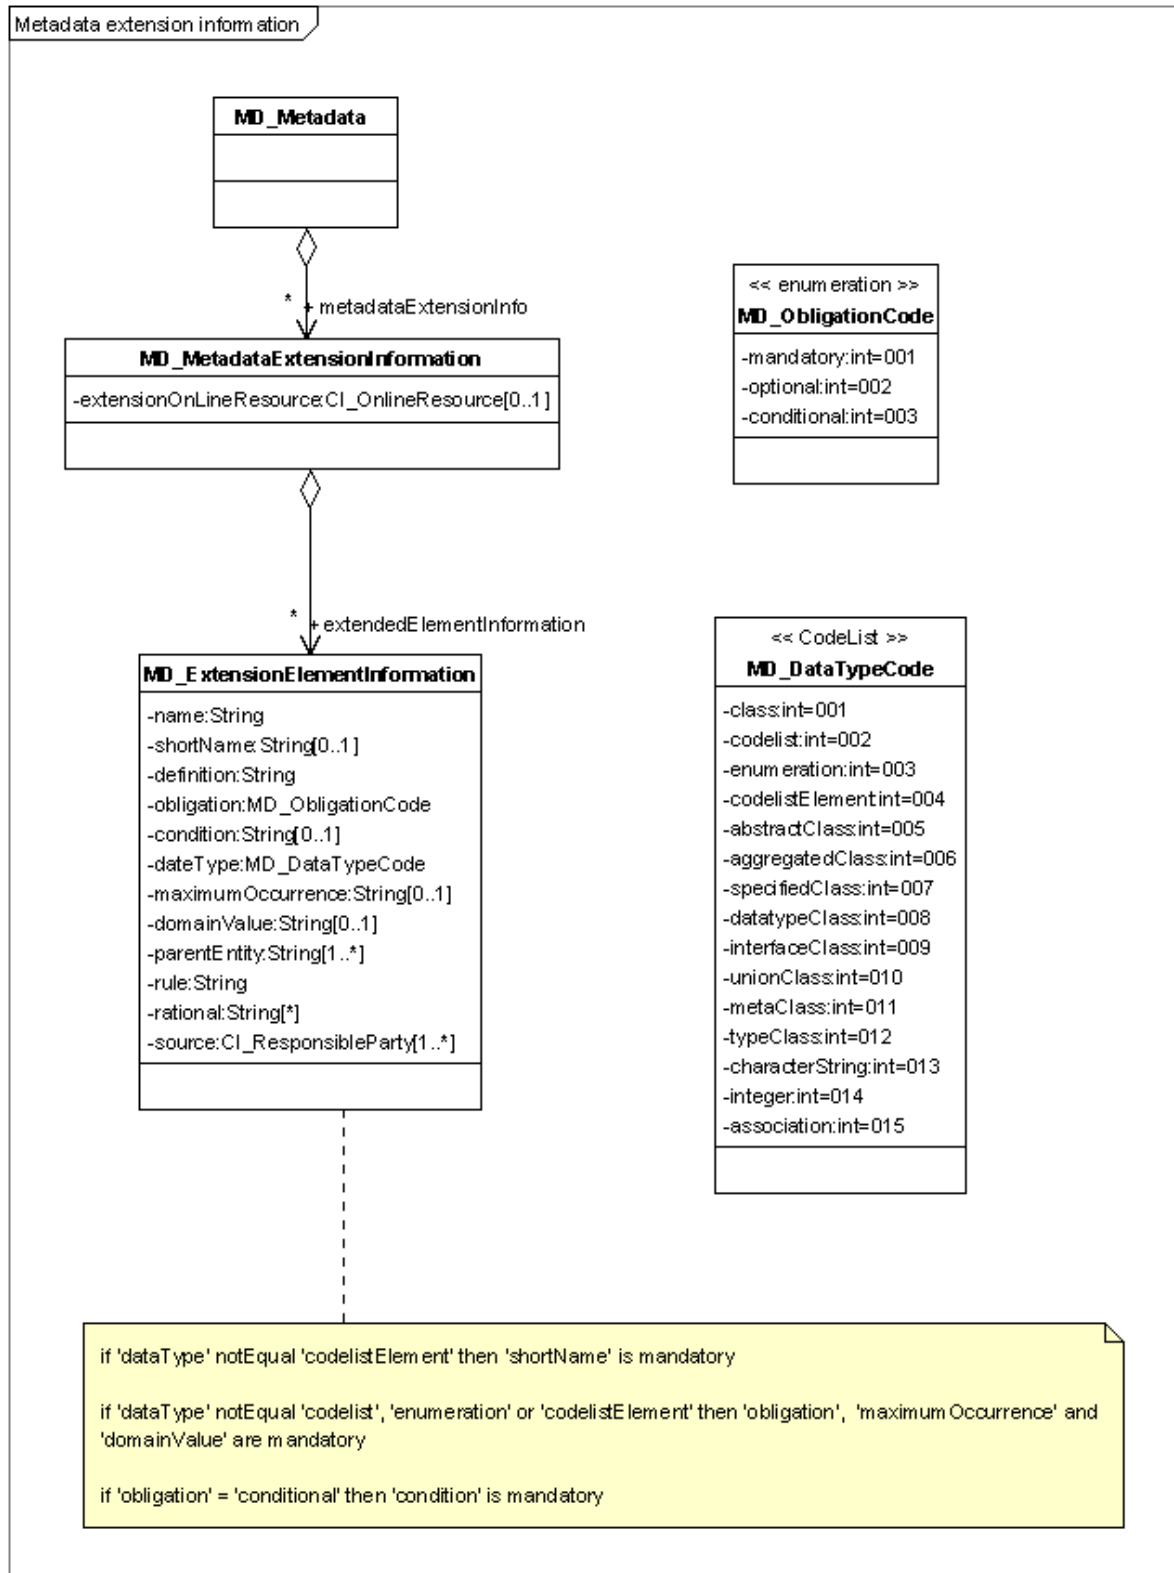 Metadata extension information
MD_Metadata
* + metadataExtensionInfo
MD_MetadataExtensionInformation
-extensionOnLineResource:CI_OnlineResource[0..1]
* + extendedElementInformation
MD_ExtensionElementInformation
-name:String
-shortName:String[0..1]
-definition:String
-obligation:MD_ObligationCode
-condition:String[0..1]
-dateType:MD_DataTypeCode
-maximumOccurrence:String[0..1]
-domainValue:String[0..1]
-parentEntity:String[1..*]
-rule:String
-rational:String[*]
-source:CI_ResponsibleParty[1..*]
<< enumeration >>
MD_ObligationCode
-mandatory:int=001
-optional:int=002
-conditional:int=003
<< CodeList >>
MD_DataTypeCode
-class:int=001
-codelist:int=002
-enumeration:int=003
-codelistElement:int=004
-abstractClass:int=005
-aggregatedClass:int=006
-specifiedClass:int=007
-datatypeClass:int=008
-interfaceClass:int=009
-unionClass:int=010
-metaClass:int=011
-typeClass:int=012
-characterString:int=013
-integer:int=014
-association:int=015
if 'dataType' notEqual 'codelistElement' then 'shortName' is mandatory
if 'dataType' notEqual 'codelist', 'enumeration' or 'codelistElement' then 'obligation', 'maximumOccurrence' and
'domainValue' are mandatory
if 'obligation' = 'conditional' then 'condition' is mandatory